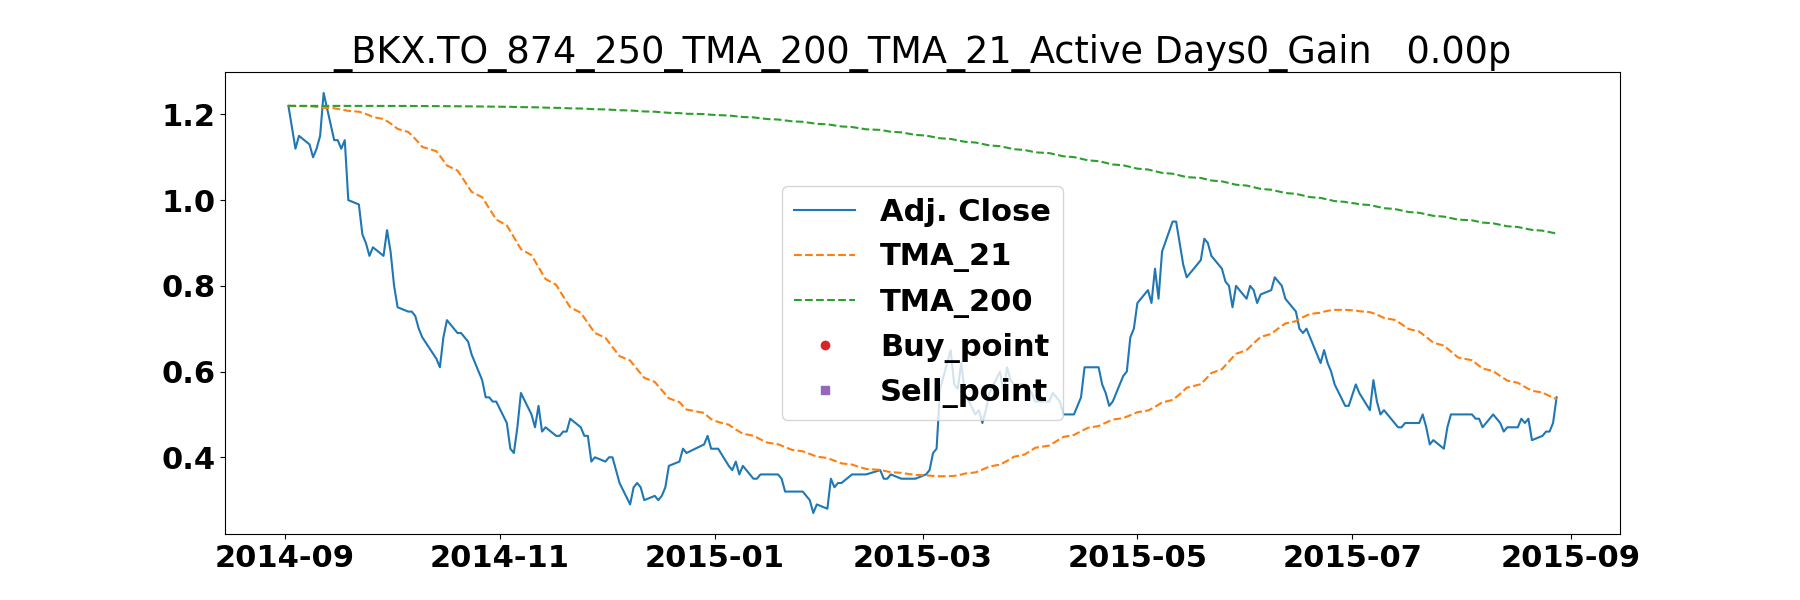 _BKX.TO_874_250_TMA_200_TMA_21_Active Days0_Gain   0.00p
1.2
1.0
0.8
0.6
0.4
Adj. Close
TMA_21
TMA_200
Buy_point
Sell_point
2014-09 2014-11 2015-01 2015-03 2015-05 2015-07 2015-09